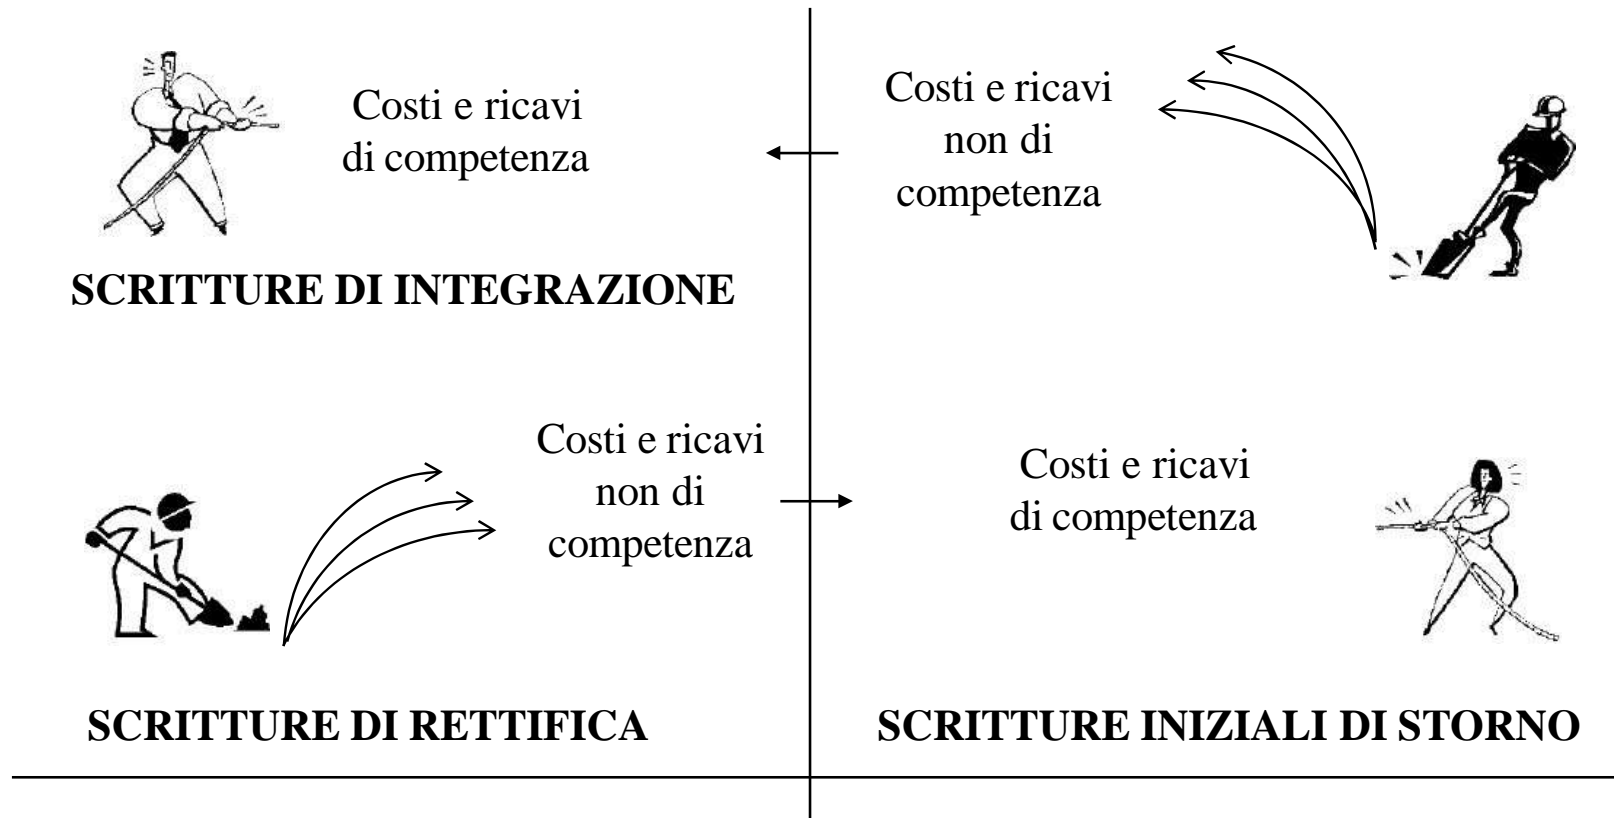 Costi e ricavi
di competenza
Costi e ricavi
non di
competenza
SCRITTURE DI INTEGRAZIONE
Costi e ricavi
non di
competenza
Costi e ricavi
di competenza
SCRITTURE DI RETTIFICA
SCRITTURE INIZIALI DI STORNO